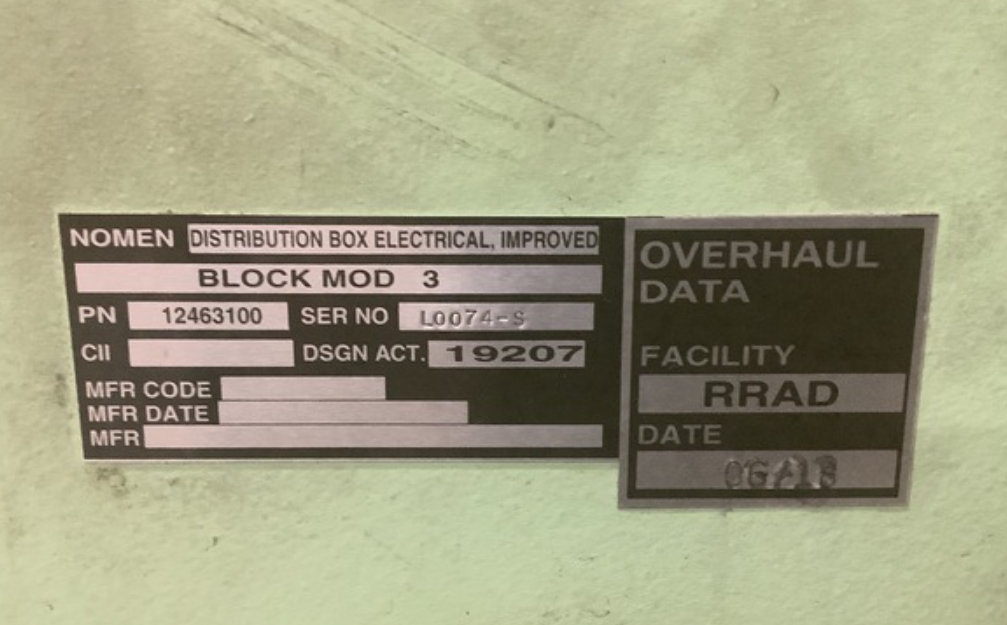 NOMEN DISTRIBUTION BOX ELECTRICAL, IMPROVED
BLOCK MOD 3
PN 12463100 SER NO L0074-S
CII DSGN ACT. 19207
MFR CODE
MFR DATE
MFR
OVERHAUL
DATA
FACILITY
RRAD
DATE